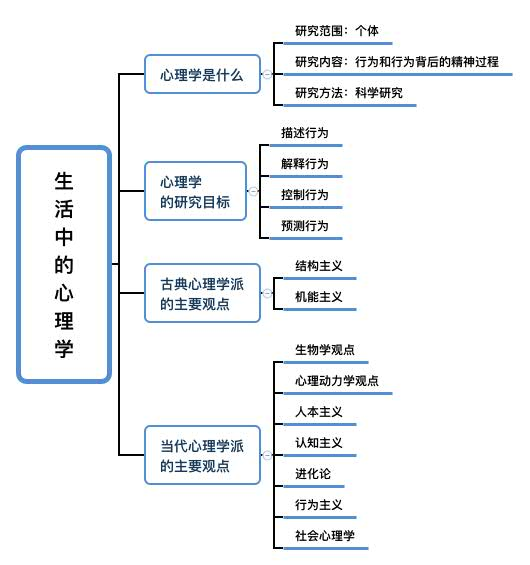 生活中的心理学
心理学是什么
研究范围：个体
研究内容：行为和行为背后的精神过程
研究方法：科学研究
心理学
的研究目标
描述行为
解释行为
控制行为
预测行为
古典心理学派
的主要观点
结构主义
机能主义
当代心理学派
的主要观点
生物学观点
心理动力学观点
人本主义
认知主义
进化论
行为主义
社会心理学